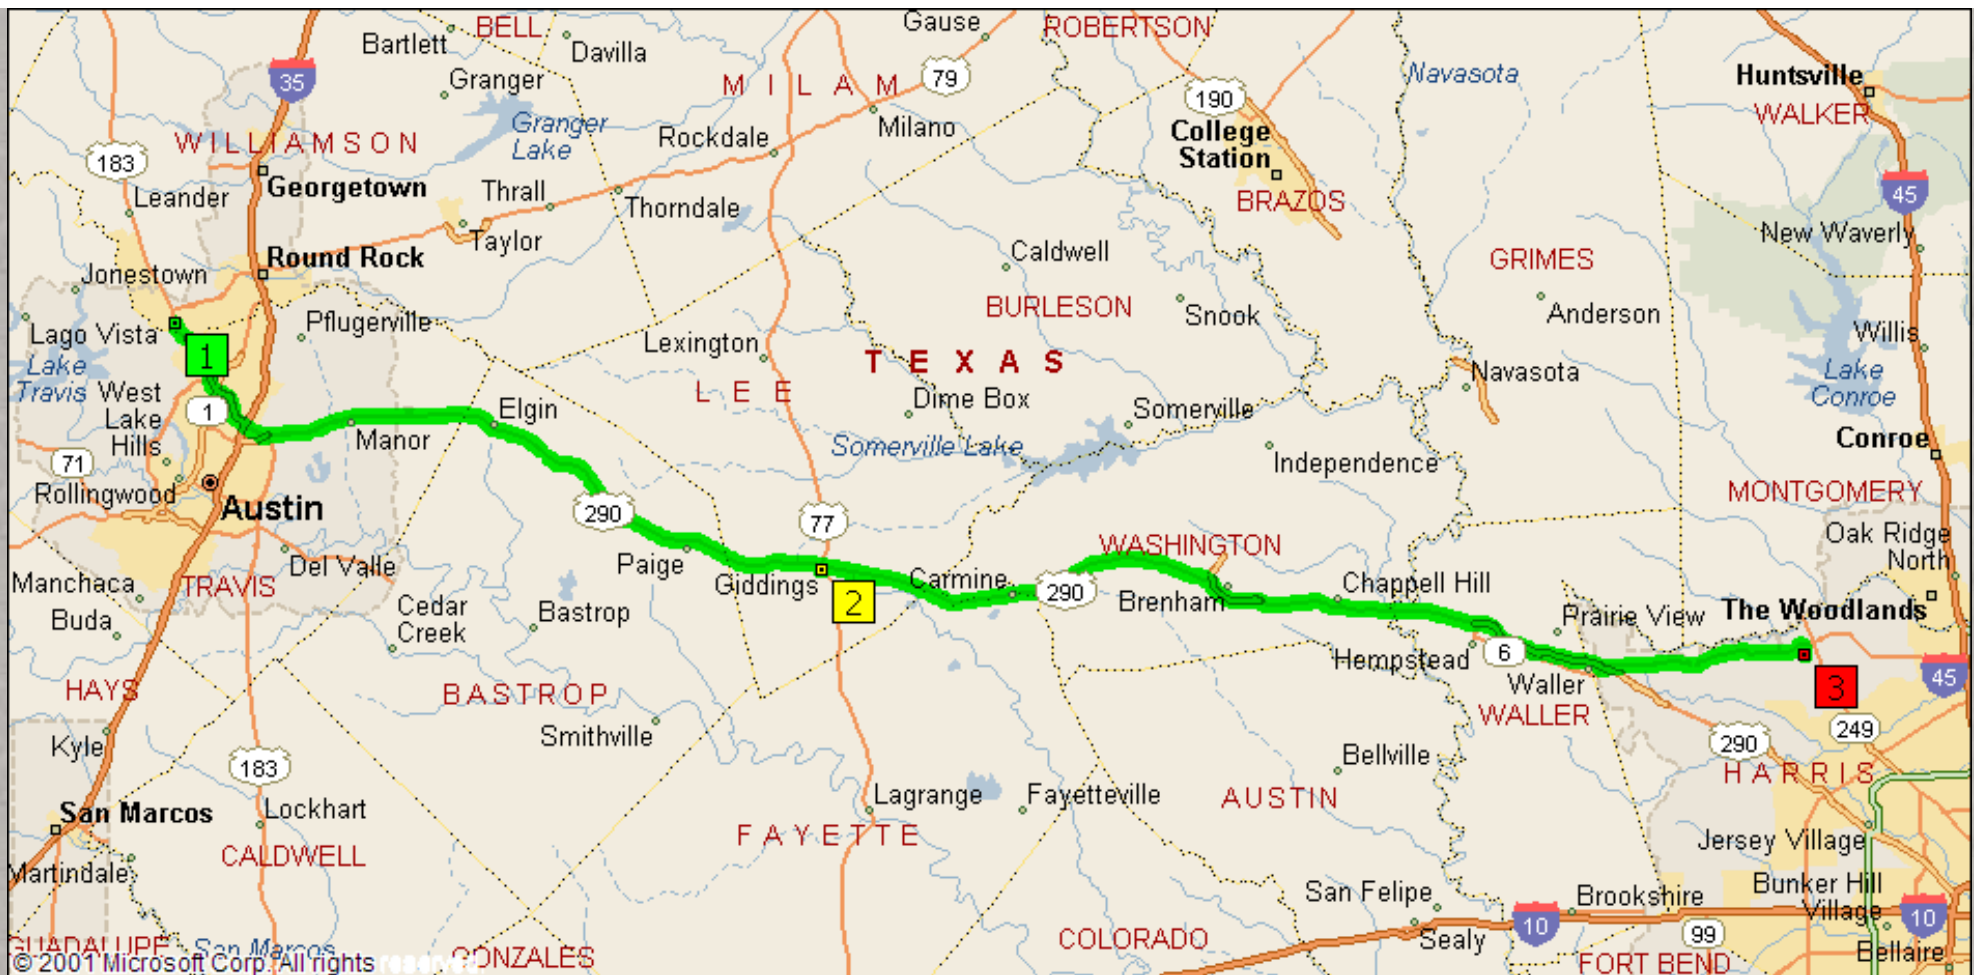 Gause
ROBERTSON
BELL
Bartlett
Davilla
35
Granger
M I L A M
79
Navasota
Huntsville
WALKER
190
College
Station
BRAZOS
Granger
Lake
WILLIAMSON
183
Rockdale
Milano
Georgetown
Leander
Thrall
Thorndale
Taylor
45
New Waverly
Round Rock
Jonestown
Caldwell
GRIMES
BURLESON
Snook
Anderson
Pflugerville
Lago Vista
1
Lake
Travis
Lexington
T E X A S
Willis
Lake
Conroe
Navasota
West
Lake
Hills
1
L E E
Dime Box
Somerville
Elgin
Manor
Somerville Lake
Independence
Conroe
71
Rollingwood
Austin
290
77
MONTGOMERY
Oak Ridge
North
WASHINGTON
Paige
Giddings
2
Carmine
290
Brenham
Chappell Hill
Prairie View
The Woodlands
Del Valle
TRAVIS
Manchaca
Buda
Cedar
Creek
Bastrop
Hempstead
6
Waller
WALLER
3
45
HAYS
BASTROP
Smithville
Kyle
183
290
249
HARRIS
Bellville
San Marcos
Lockhart
Lagrange
Fayetteville
AUSTIN
FAYETTE
CALDWELL
Martindale
Jersey Village
Bunker Hill
Village
San Felipe
Brookshire
10
10
Sealy
99
Bellaire
COLORADO
FORT BEND
GUADALUPE
San Marcos
GONZALES
© 2001 Microsoft Corp. All rights reserved.